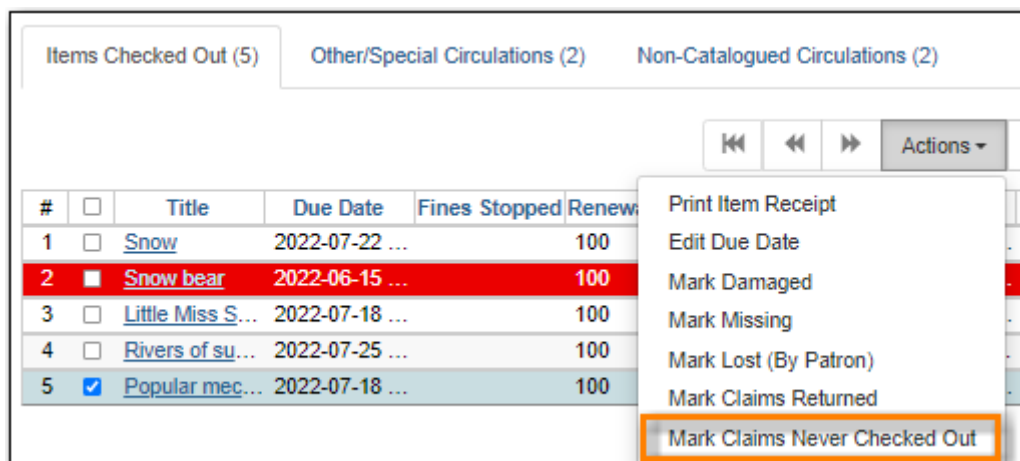 Items Checked Out (5) Other/Special Circulations (2) Non-Catalogued Circulations (2)
Actions
# Title Due Date Fines Stopped Renewa
1 Snow 2022-07-22 ... 100
2 Snow bear 2022-06-15 ... 100
3 Little Miss S... 2022-07-18 ... 100
4 Rivers of su... 2022-07-25 ... 100
5 Popular mec... 2022-07-18 ... 100
Print Item Receipt
Edit Due Date
Mark Damaged
Mark Missing
Mark Lost (By Patron)
Mark Claims Returned
Mark Claims Never Checked Out